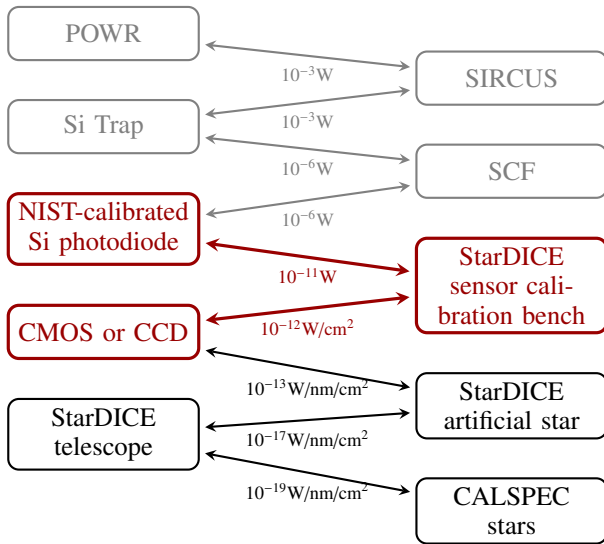 POWR
10⁻³W
SIRCUS
Si Trap
10⁻³W
10⁻⁶W
SCF
NIST-calibrated
Si photodiode
10⁻⁶W
StarDICE
sensor cali-
bration bench
10⁻¹¹W
CMOS or CCD
10⁻¹²W/cm²
10⁻¹³W/nm/cm²
StarDICE
artificial star
StarDICE
telescope
10⁻¹⁷W/nm/cm²
10⁻¹⁹W/nm/cm²
CALSPEC
stars